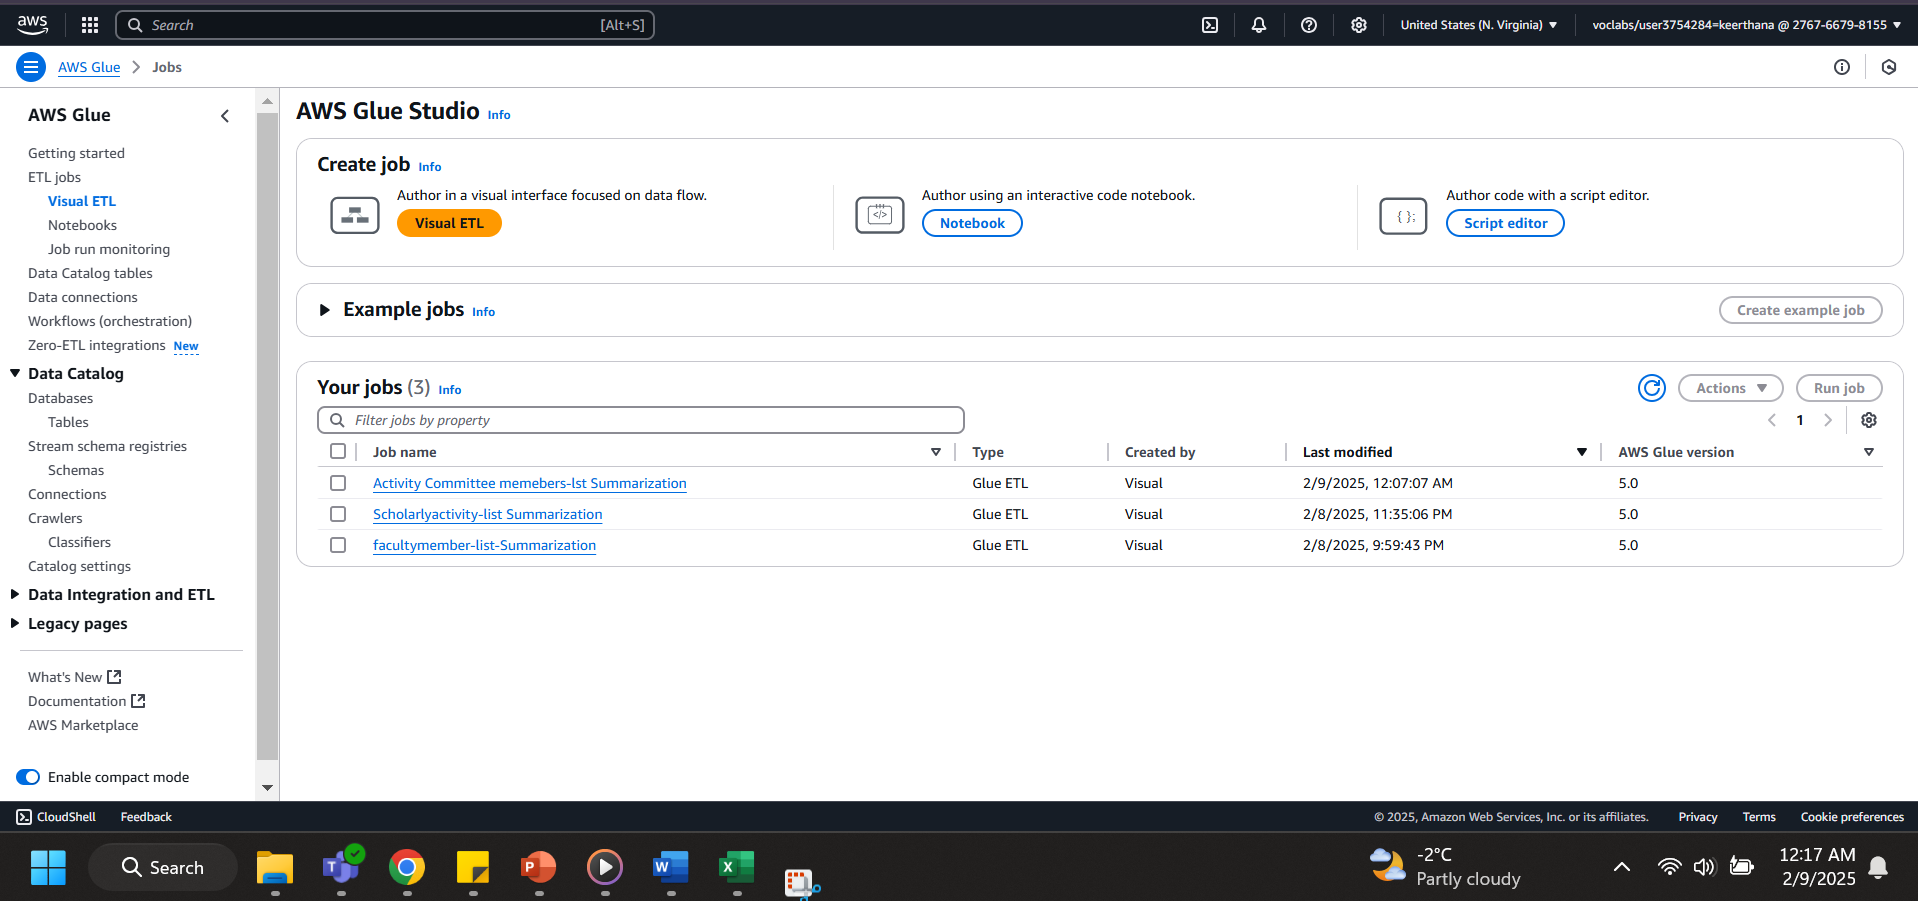 aws
Search
[Alt+S]
United States (N. Virginia)
voclabs/user3754284=keerthana @ 2767-6679-8155
AWS Glue
Jobs
AWS Glue
Getting started
ETL jobs
Visual ETL
Notebooks
Job run monitoring
Data Catalog tables
Data connections
Workflows (orchestration)
Zero-ETL integrations New
Data Catalog
Databases
Tables
Stream schema registries
Schemas
Connections
Crawlers
Classifiers
Catalog settings
Data Integration and ETL
Legacy pages
What's New
Documentation
AWS Marketplace
Enable compact mode
AWS Glue Studio Info
Create job Info
Author in a visual interface focused on data flow.
Visual ETL
Author using an interactive code notebook.
Notebook
Author code with a script editor.
Script editor
Example jobs Info
Create example job
Your jobs (3) Info
Actions
Run job
Filter jobs by property
1
Job name Type Created by Last modified AWS Glue version
Activity Committee memebers-lst Summarization Glue ETL Visual 2/9/2025, 12:07:07 AM 5.0
Scholarlyactivity-list Summarization Glue ETL Visual 2/8/2025, 11:35:06 PM 5.0
facultymember-list-Summarization Glue ETL Visual 2/8/2025, 9:59:43 PM 5.0
CloudShell
Feedback
© 2025, Amazon Web Services, Inc. or its affiliates.
Privacy
Terms
Cookie preferences
Search
-2°C
Partly cloudy
12:17 AM
2/9/2025